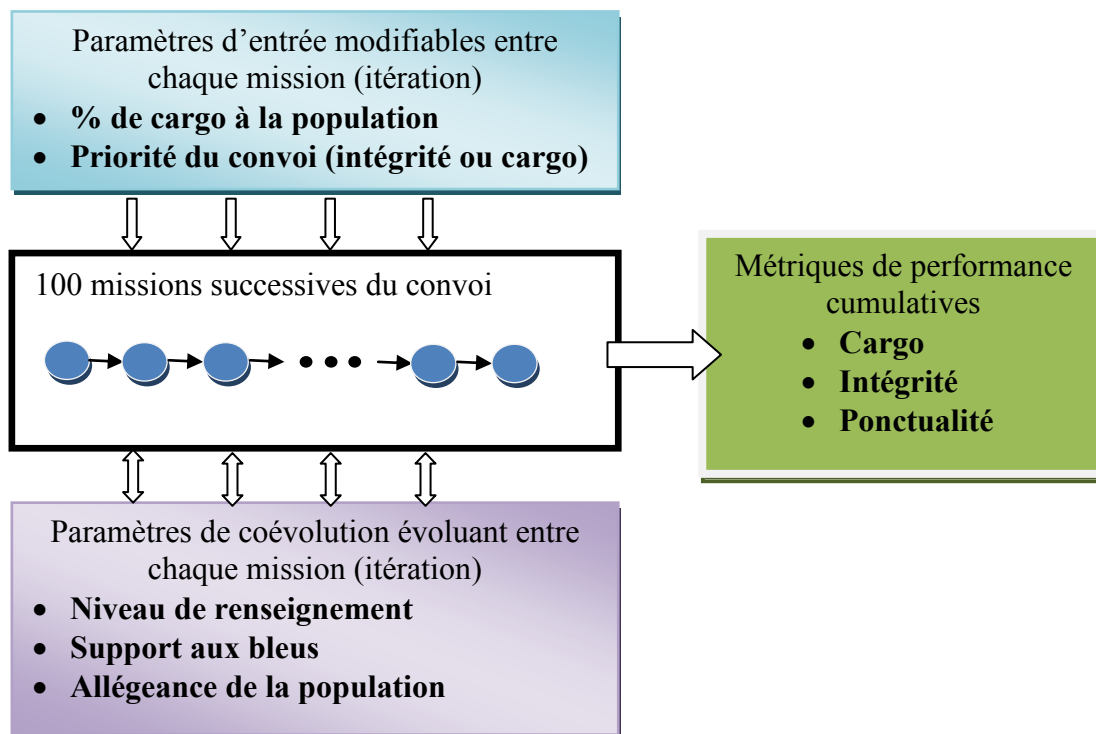 Paramètres d’entrée modifiables entre
chaque mission (itération)
• % de cargo à la population
• Priorité du convoi (intégrité ou cargo)
100 missions successives du convoi
• • •
Métriques de performance
cumulatives
• Cargo
• Intégrité
• Ponctualité
Paramètres de coévolution évoluant entre
chaque mission (itération)
• Niveau de renseignement
• Support aux bleus
• Allégeance de la population